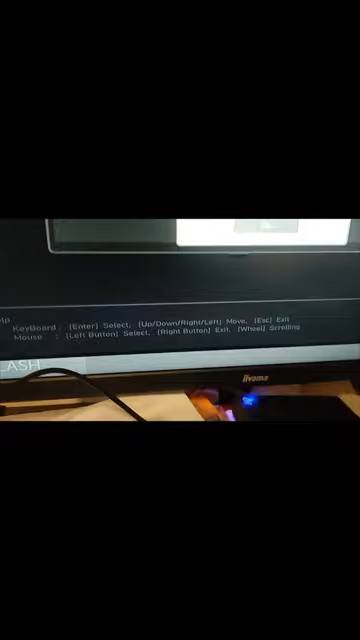 lp
KeyBoard : [Enter] Select, [Up/Down/Right/Left] Move, [Esc] Exit
Mouse : [Left Button] Select, [Right Button] Exit, [Wheel] Scrolling
LASH
iiyama